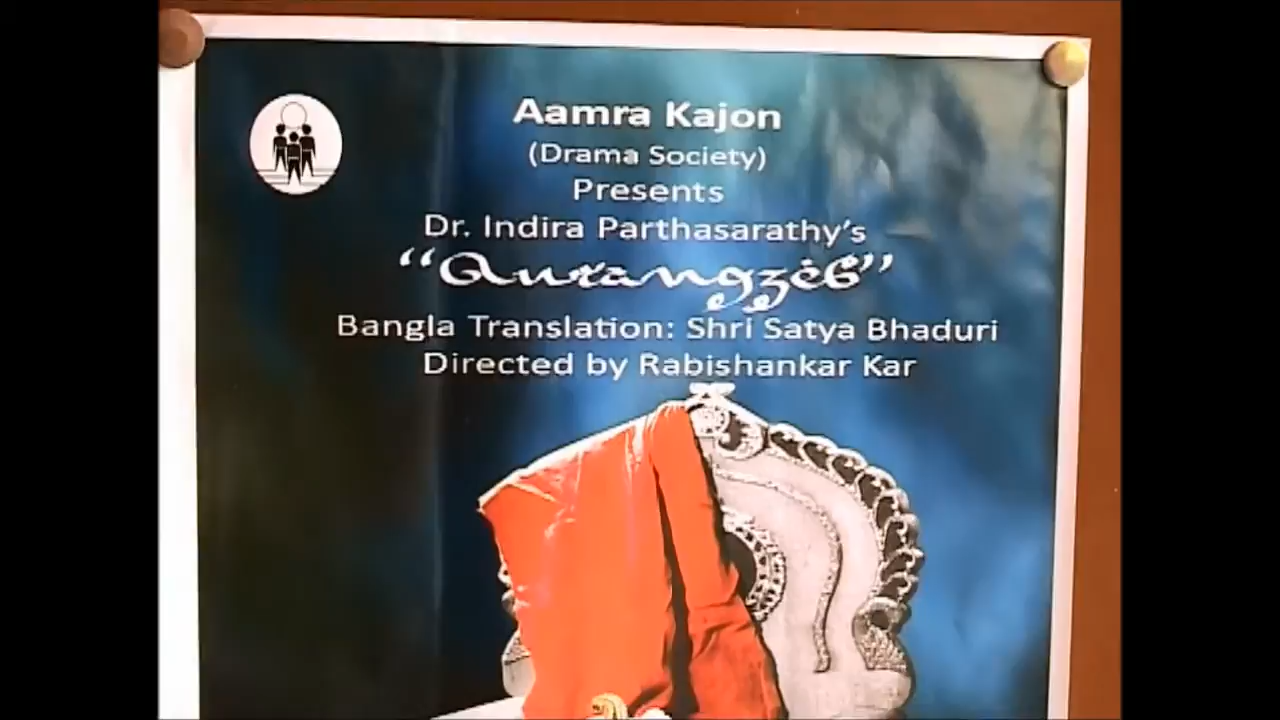 Aamra Kajon
(Drama Society)
Presents
Dr. Indira Parthasarathy's
“Aurangzeb”
Bangla Translation: Shri Satya Bhaduri
Directed by Rabishankar Kar